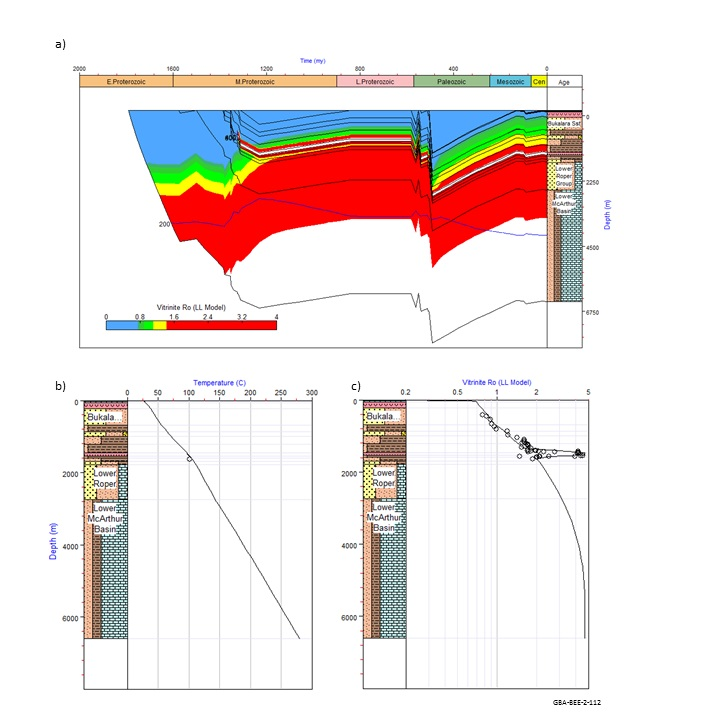 a)
Time (my)
2000 1600 1200 800 400 0
E.Proterozoic M.Proterozoic L.Proterozoic Paleozoic Mesozoic Cen Age
0
Bukalara Sst
600
Lower
Roper
Group
2250
Lower
McArthur
Basin
Depth (m)
200
4500
Vitrinite Ro (LL Model)
0 0.8 1.6 2.4 3.2 4
6750
b)
Temperature (C)
0 50 100 150 200 250 300
0
Bukala...
2000
Lower
Roper
Lower
McArthur
Basin
Depth (m)
4000
6000
c)
Vitrinite Ro (LL Model)
0.2 0.5 1 2 5
0
Bukala...
2000
Lower
Roper
Lower
McArthur
Basin
4000
6000
GBA-BEE-2-112